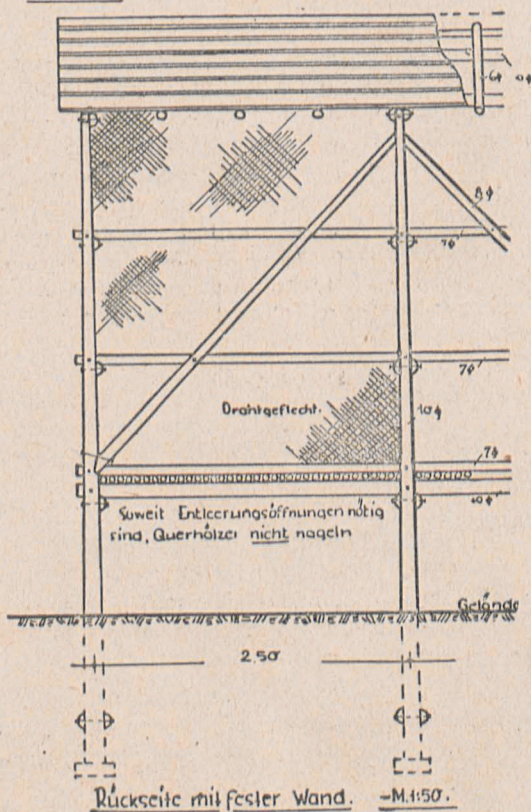 8ϕ
7ϕ
7ϕ
Drahtgeflecht.
10ϕ
7ϕ
10ϕ
Soweit Entleerungsöffnungen nötig
sind, Querhölzer nicht nageln
Gelände
2.50
Rückseite mit fester Wand. -M.1:50.